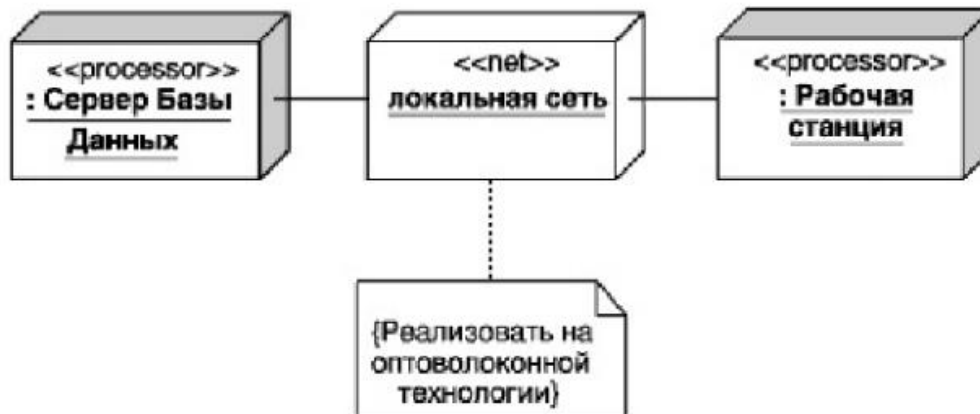 <<processor>>
: Сервер Базы
Данных
<<net>>
локальная сеть
<<processor>>
: Рабочая
станция
{Реализовать на
оптоволоконной
технологии}